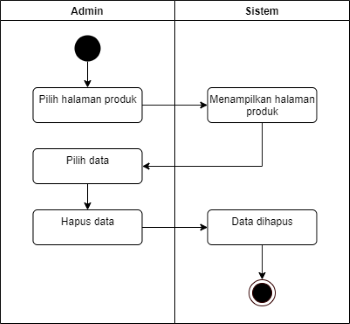 Admin
Sistem
Pilih halaman produk
Menampilkan halaman
produk
Pilih data
Hapus data
Data dihapus